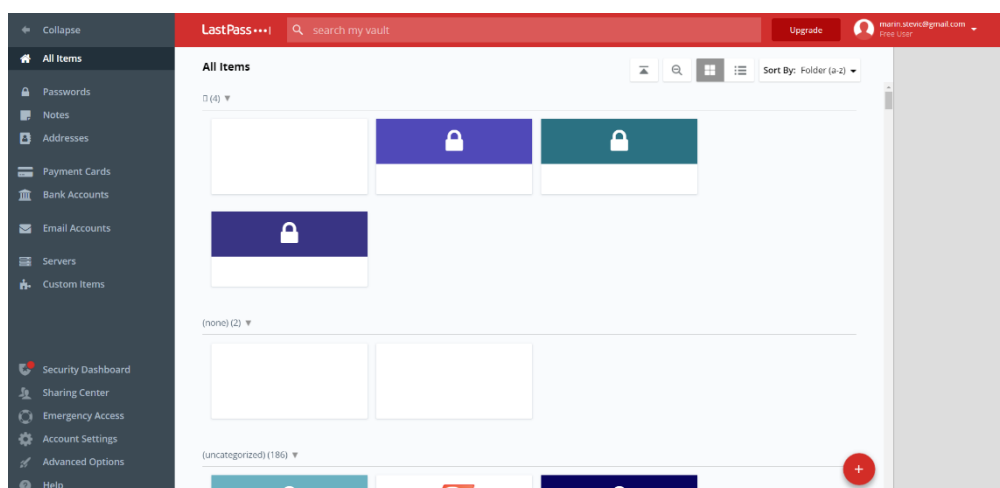 Collapse
LastPass
search my vault
Upgrade
marin.stevic@gmail.com
Free User
All Items
Passwords
Notes
Addresses
Payment Cards
Bank Accounts
Email Accounts
Servers
Custom Items
Security Dashboard
Sharing Center
Emergency Access
Account Settings
Advanced Options
Help
All Items
Sort By: Folder (a-z)
(4)
(none) (2)
(uncategorized) (186)